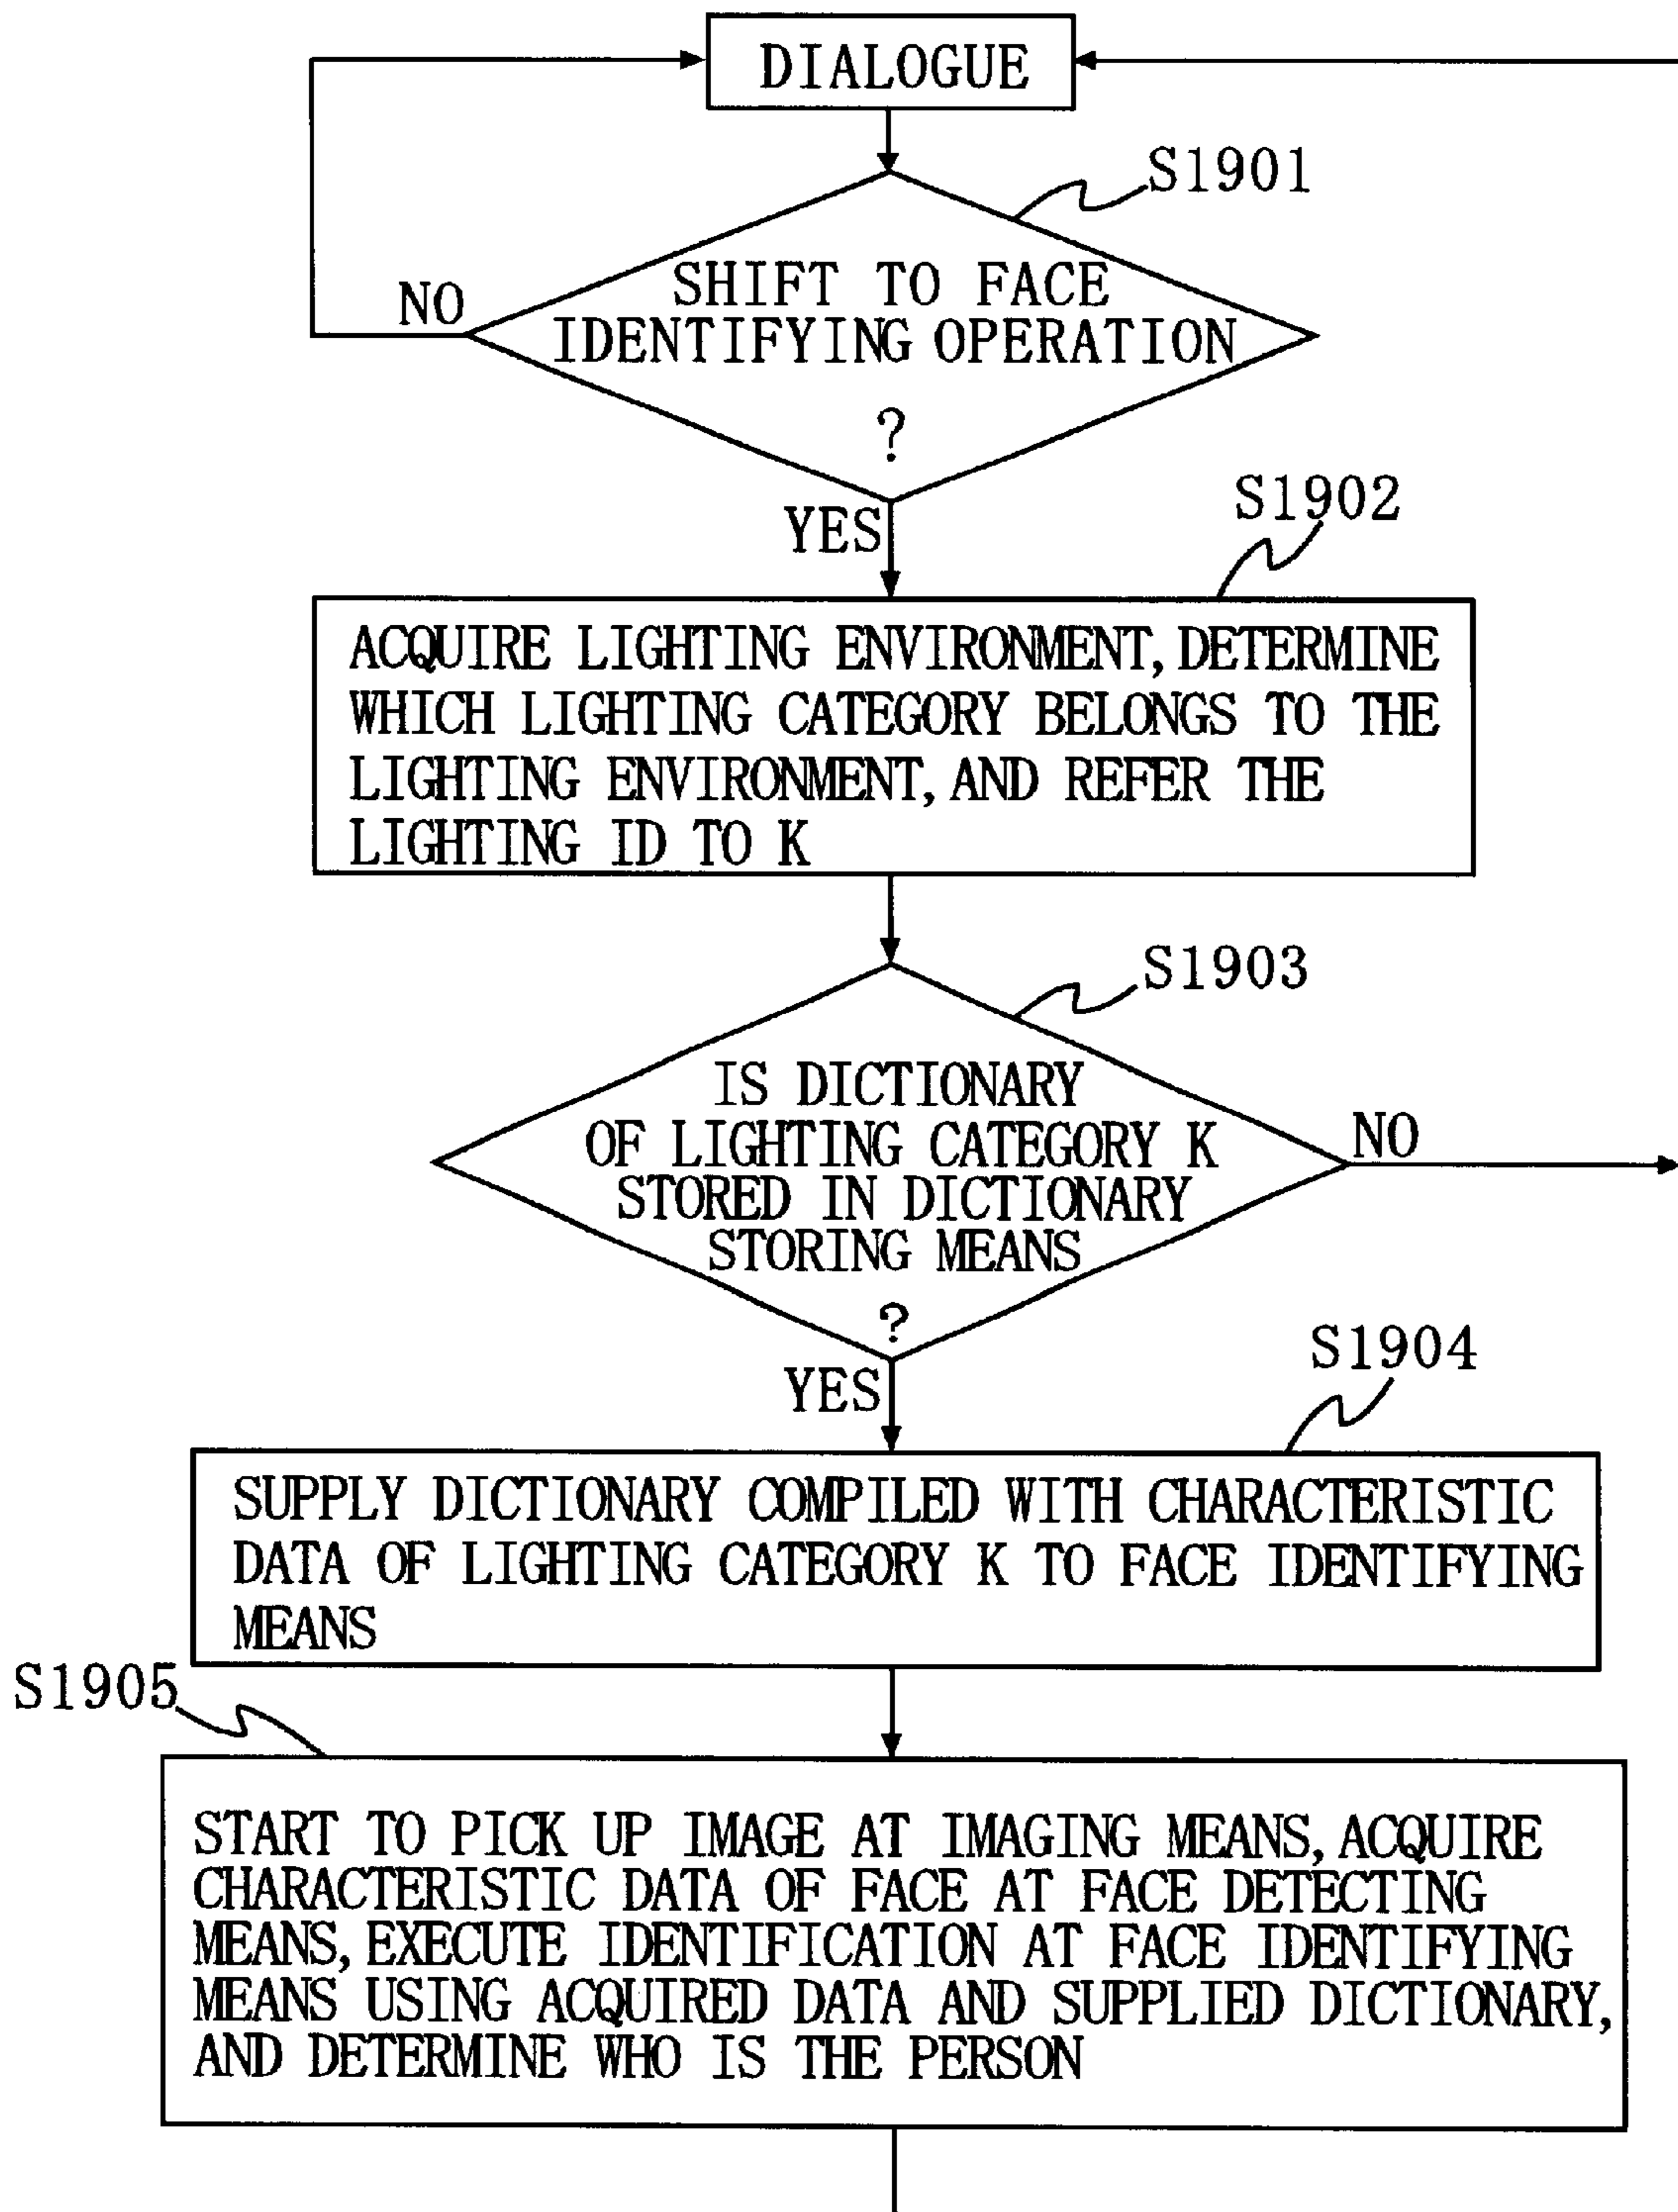 DIALOGUE
S1901
SHIFT TO FACE
IDENTIFYING OPERATION
?
NO
YES
S1902
ACQUIRE LIGHTING ENVIRONMENT, DETERMINE
WHICH LIGHTING CATEGORY BELONGS TO THE
LIGHTING ENVIRONMENT, AND REFER THE
LIGHTING ID TO K
S1903
IS DICTIONARY
OF LIGHTING CATEGORY K
STORED IN DICTIONARY
STORING MEANS
?
NO
YES
S1904
SUPPLY DICTIONARY COMPILED WITH CHARACTERISTIC
DATA OF LIGHTING CATEGORY K TO FACE IDENTIFYING
MEANS
S1905
START TO PICK UP IMAGE AT IMAGING MEANS, ACQUIRE
CHARACTERISTIC DATA OF FACE AT FACE DETECTING
MEANS, EXECUTE IDENTIFICATION AT FACE IDENTIFYING
MEANS USING ACQUIRED DATA AND SUPPLIED DICTIONARY,
AND DETERMINE WHO IS THE PERSON